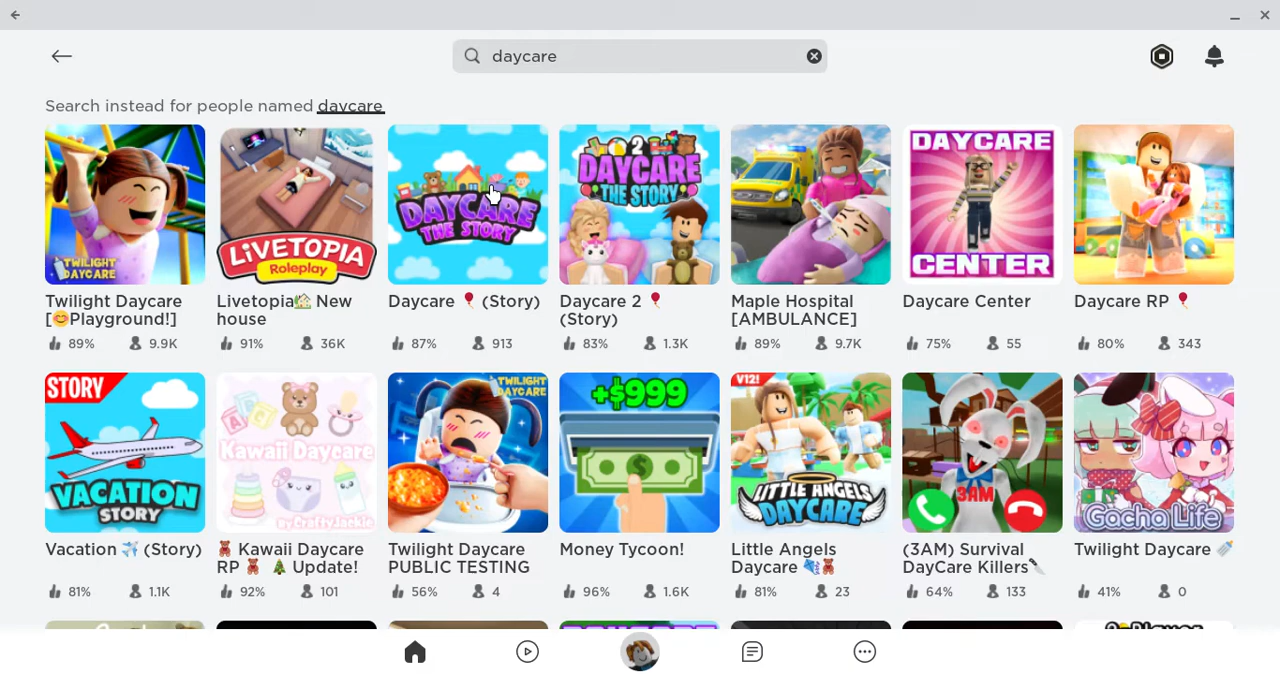 daycare
Search instead for people named daycare
TWILIGHT
DAYCARE
LIVETOPIA
Roleplay
DAYCARE
THE STORY
2
DAYCARE
THE STORY
DAYCARE
CENTER
Twilight Daycare
[😊Playground!]
Livetopia🏡 New
house
Daycare 🎈 (Story)
Daycare 2 🎈
(Story)
Maple Hospital
[AMBULANCE]
Daycare Center
Daycare RP 🎈
89% 9.9K
91% 36K
87% 913
83% 1.3K
89% 9.7K
75% 55
80% 343
STORY
VACATION
STORY
Kawaii Daycare
By CraftyJackie
TWILIGHT
DAYCARE
+$999
V12!
LITTLE ANGELS
DAYCARE
3AM
Gacha Life
Vacation ✈️ (Story)
🧸 Kawaii Daycare
RP 🧸 🎄 Update!
Twilight Daycare
PUBLIC TESTING
Money Tycoon!
Little Angels
Daycare 🪁🧸
(3AM) Survival
DayCare Killers🔪
Twilight Daycare 🍼
81% 1.1K
92% 101
56% 4
96% 1.6K
81% 23
64% 133
41% 0